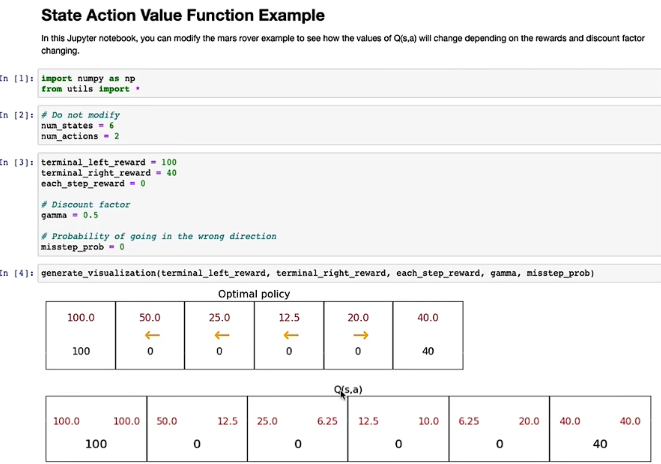 State Action Value Function Example
In this Jupyter notebook, you can modify the mars rover example to see how the values of Q(s,a) will change depending on the rewards and discount factor
changing.
In [1]: import numpy as np
from utils import *
In [2]: # Do not modify
num_states = 6
num_actions = 2
In [3]: terminal_left_reward = 100
terminal_right_reward = 40
each_step_reward = 0
# Discount factor
gamma = 0.5
# Probability of going in the wrong direction
misstep_prob = 0
In [4]: generate_visualization(terminal_left_reward, terminal_right_reward, each_step_reward, gamma, misstep_prob)
Optimal policy
100.0 50.0 25.0 12.5 20.0 40.0
100 0 0 0 0 40
Q(s,a)
100.0 100.0 50.0 12.5 25.0 6.25 12.5 10.0 6.25 20.0 40.0 40.0
100 0 0 0 0 40